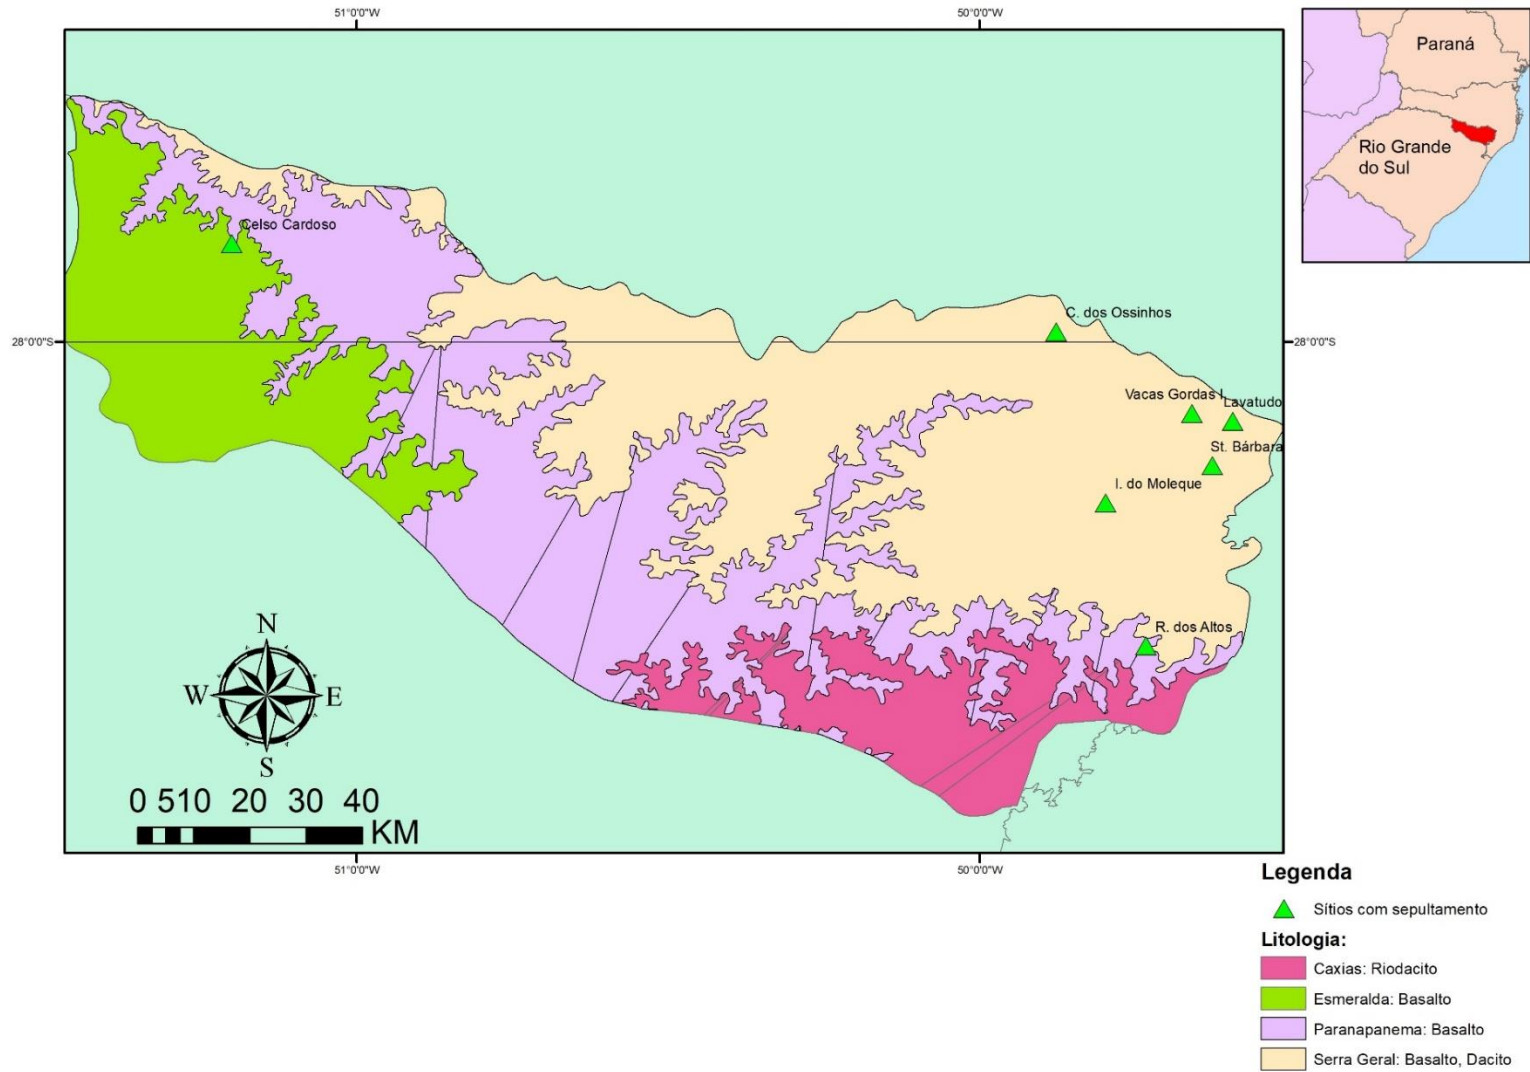 51°0'0"W
50°0'0"W
Paraná
Rio Grande
do Sul
Celso Cardoso
C. dos Ossinhos
28°0'0"S
28°0'0"S
Vacas Gordas I
Lavatudo
St. Bárbara
I. do Moleque
R. dos Altos
N
W
E
S
0 510 20 30 40
KM
51°0'0"W
50°0'0"W
Legenda
Sítios com sepultamento
Litologia:
Caxias: Riodacito
Esmeralda: Basalto
Paranapanema: Basalto
Serra Geral: Basalto, Dacito